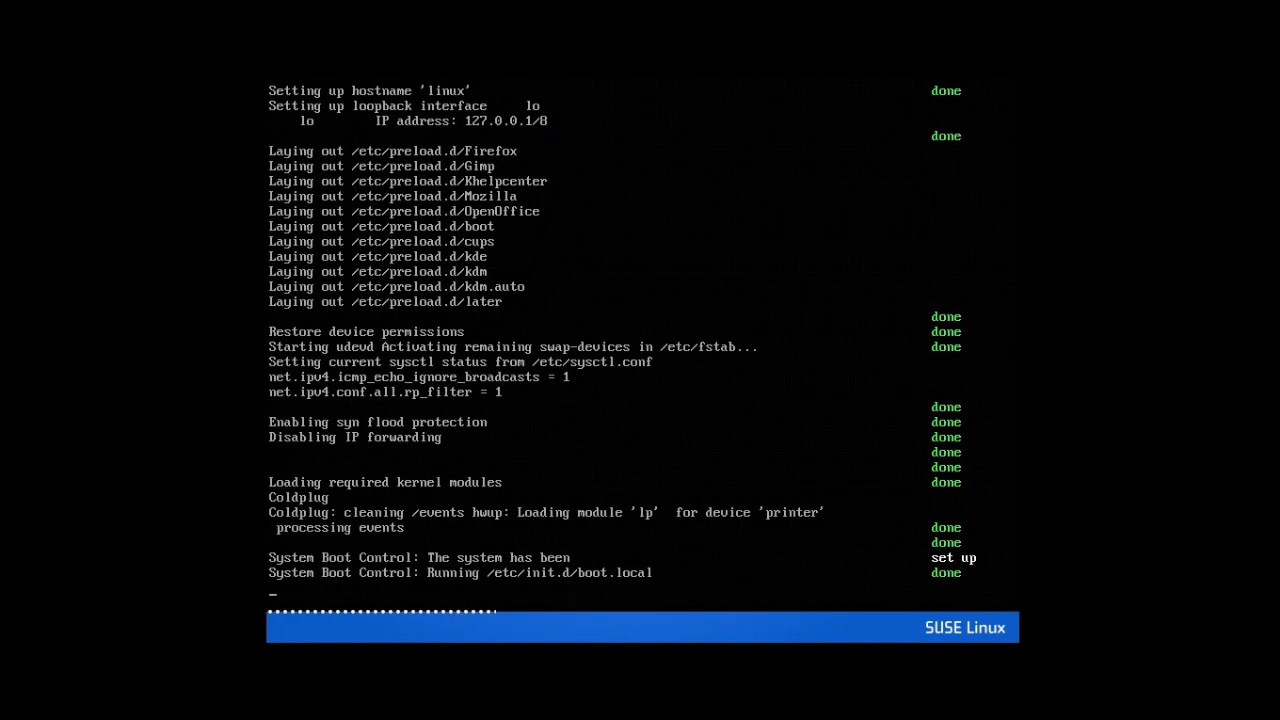 Setting up hostname 'linux' done
Setting up loopback interface lo
lo IP address: 127.0.0.1/8
done
Laying out /etc/preload.d/Firefox
Laying out /etc/preload.d/Gimp
Laying out /etc/preload.d/Khelpcenter
Laying out /etc/preload.d/Mozilla
Laying out /etc/preload.d/OpenOffice
Laying out /etc/preload.d/boot
Laying out /etc/preload.d/cups
Laying out /etc/preload.d/kde
Laying out /etc/preload.d/kdm
Laying out /etc/preload.d/kdm.auto
Laying out /etc/preload.d/later
done
Restore device permissions done
Starting udevd Activating remaining swap-devices in /etc/fstab... done
Setting current sysctl status from /etc/sysctl.conf
net.ipv4.icmp_echo_ignore_broadcasts = 1
net.ipv4.conf.all.rp_filter = 1
done
Enabling syn flood protection done
Disabling IP forwarding done
done
done
Loading required kernel modules done
Coldplug
Coldplug: cleaning /events hwup: Loading module 'lp' for device 'printer'
processing events done
done
System Boot Control: The system has been set up
System Boot Control: Running /etc/init.d/boot.local done
_
SUSE Linux